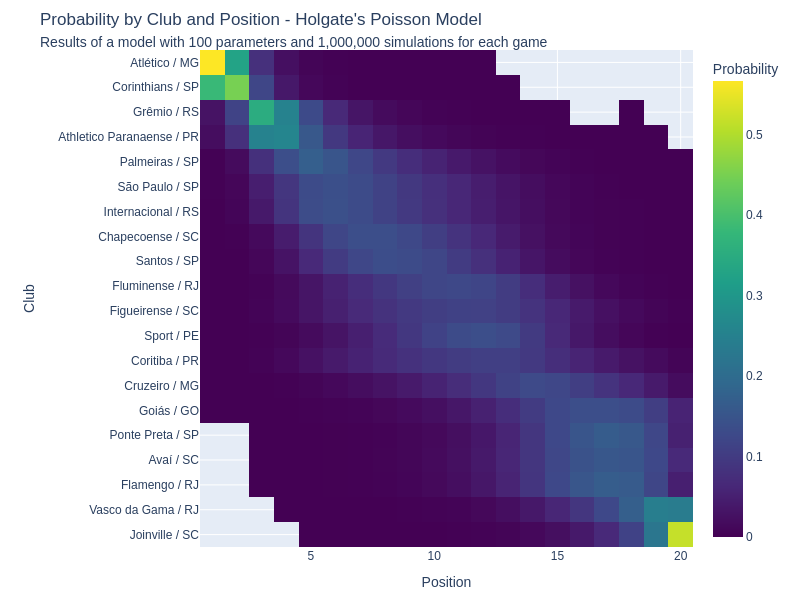 Probability by Club and Position - Holgate's Poisson Model
Results of a model with 100 parameters and 1,000,000 simulations for each game
Probability
Atlético / MG
Corinthians / SP
Grêmio / RS
Athletico Paranaense / PR
Palmeiras / SP
São Paulo / SP
Internacional / RS
Chapecoense / SC
Santos / SP
Fluminense / RJ
Figueirense / SC
Sport / PE
Coritiba / PR
Cruzeiro / MG
Goiás / GO
Ponte Preta / SP
Avaí / SC
Flamengo / RJ
Vasco da Gama / RJ
Joinville / SC
Club
5
10
15
20
Position
0.5
0.4
0.3
0.2
0.1
0